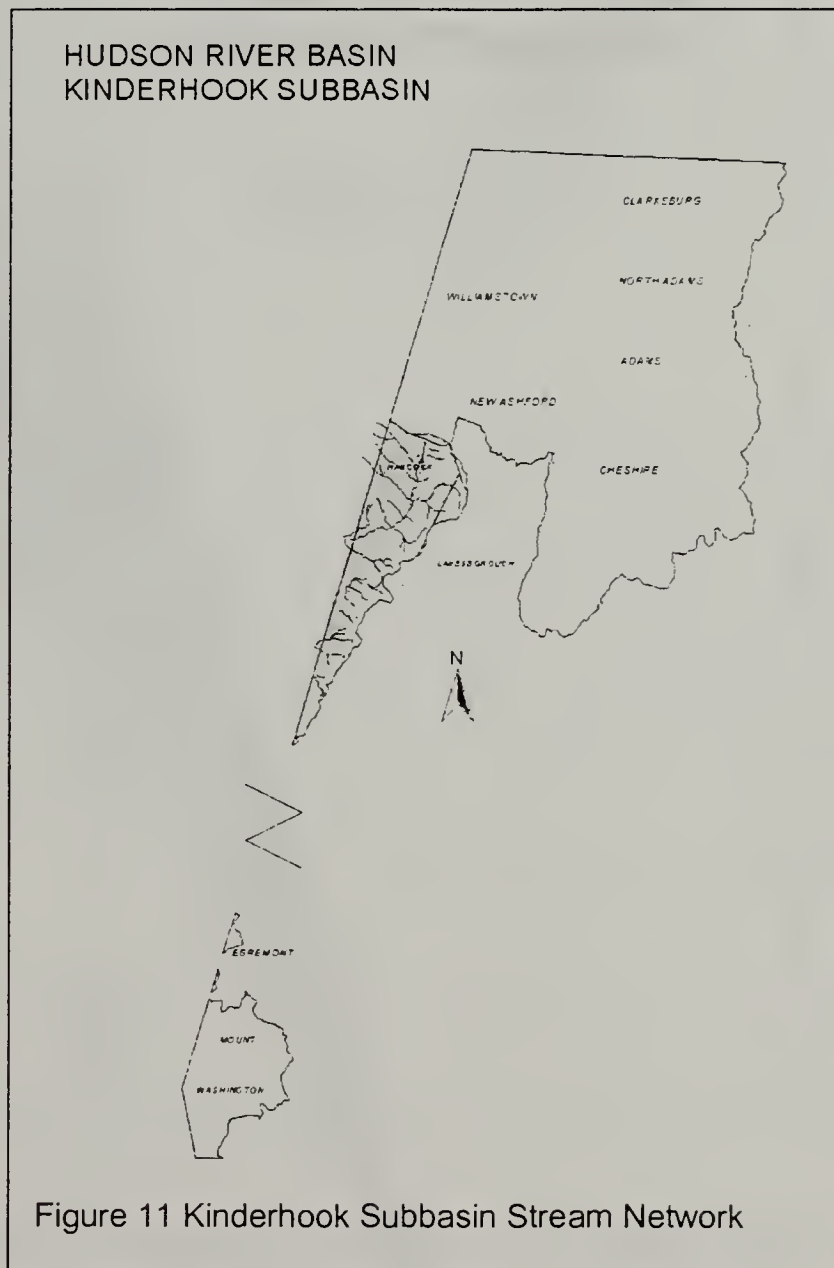 HUDSON RIVER BASIN
KINDERHOOK SUBBASIN
CLARKSBURG
NORTH ADAMS
WILLIAMSTOWN
ADAMS
NEW ASHFORD
HANCOCK
CHESHIRE
LANESBOROUGH
N
EGREMONT
MOUNT
WASHINGTON
Figure 11 Kinderhook Subbasin Stream Network